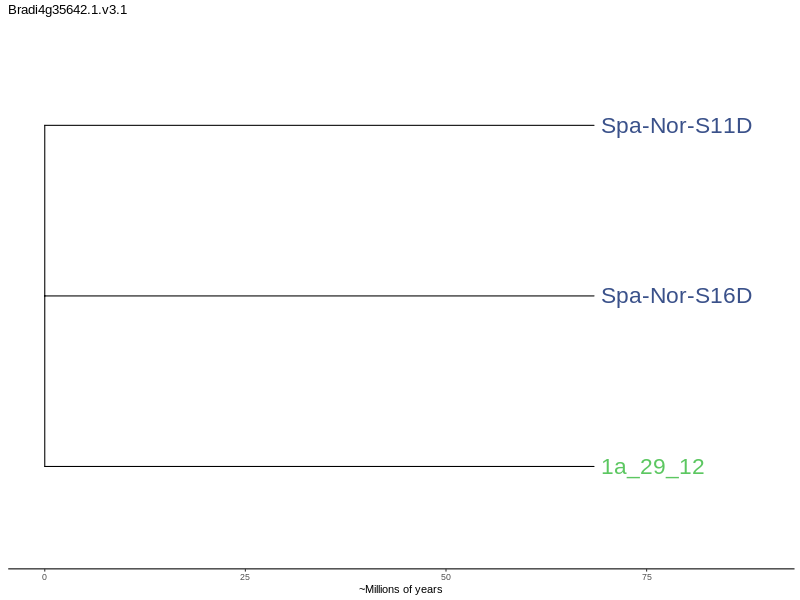 Bradi4g35642.1.v3.1
Spa-Nor-S11D
Spa-Nor-S16D
1a_29_12
0 25 50 75
~Millions of years